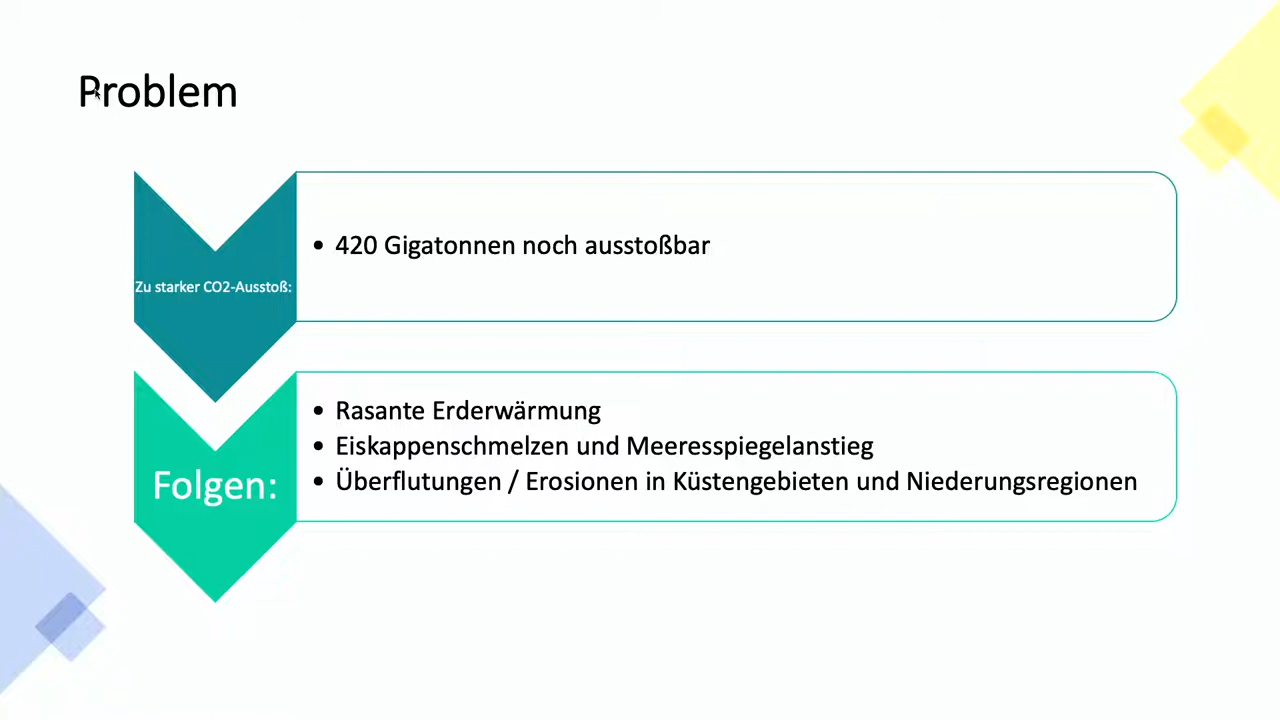 Problem
Zu starker CO2-Ausstoß:
• 420 Gigatonnen noch ausstoßbar
Folgen:
• Rasante Erderwärmung
• Eiskappenschmelzen und Meeresspiegelanstieg
• Überflutungen / Erosionen in Küstengebieten und Niederungsregionen